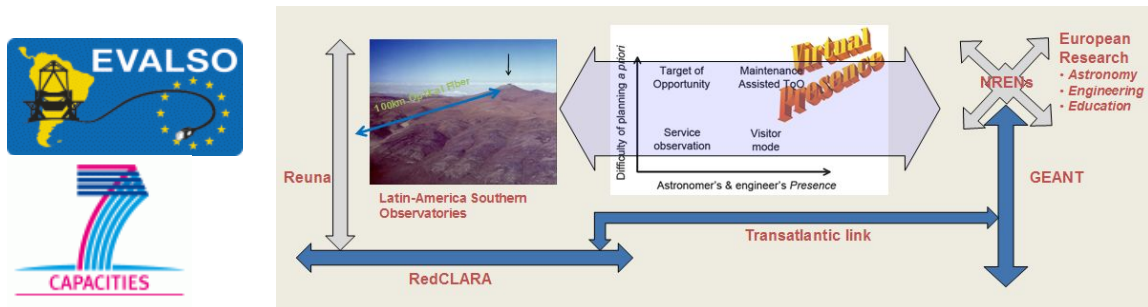 EVALSO
7
CAPACITIES
Reuna
100km Optical Fiber
Latin-America Southern
Observatories
RedCLARA
Difficulty of planning a priori
Target of
Opportunity
Maintenance
Assisted ToO
Service
observation
Visitor
mode
Astronomer's & engineer's Presence
Virtual
Presence
Transatlantic link
NRENs
European
Research
• Astronomy
• Engineering
• Education
GEANT